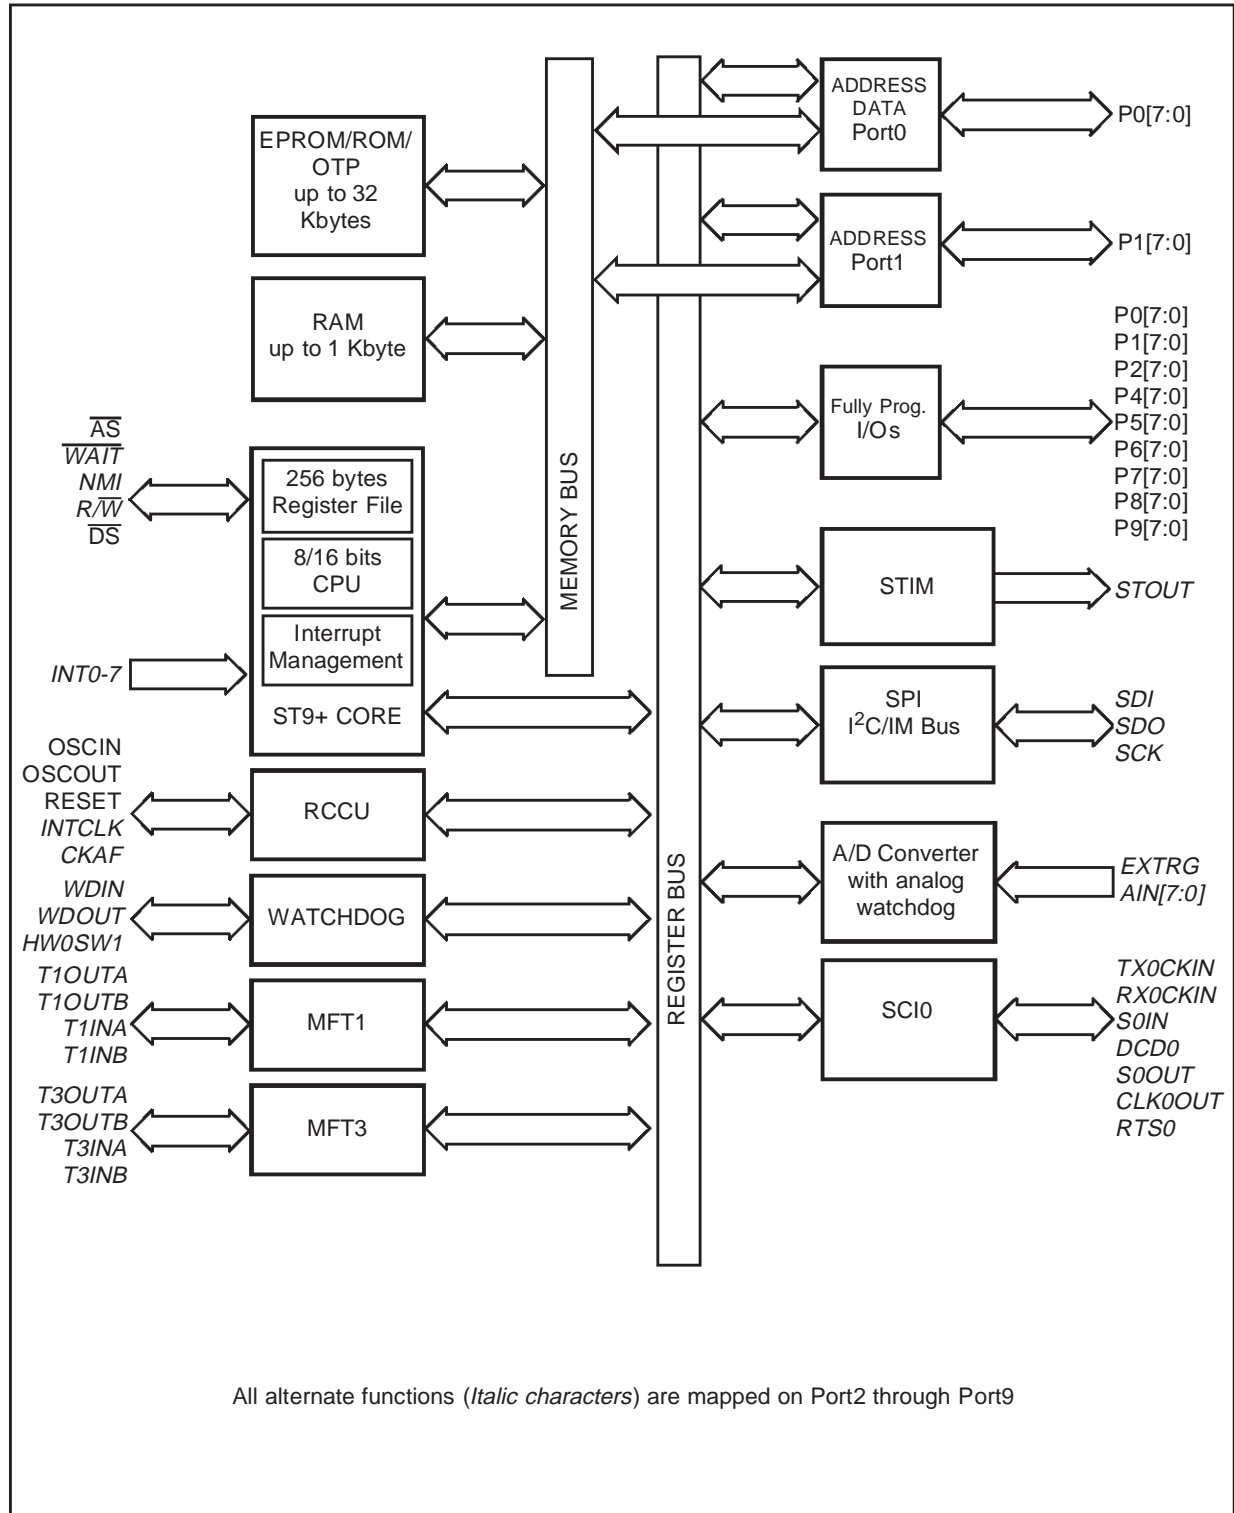 EPROM/ROM/
OTP
up to 32
Kbytes
RAM
up to 1 Kbyte
A̅S̅
W̅A̅I̅T̅
NMI
R/W̅
D̅S̅
256 bytes
Register File
8/16 bits
CPU
Interrupt
Management
ST9+ CORE
INT0-7
OSCIN
OSCOUT
RESET
INTCLK
CKAF
RCCU
WDIN
WDOUT
HW0SW1
WATCHDOG
T1OUTA
T1OUTB
T1INA
T1INB
MFT1
T3OUTA
T3OUTB
T3INA
T3INB
MFT3
MEMORY BUS
REGISTER BUS
ADDRESS
DATA
Port0
P0[7:0]
ADDRESS
Port1
P1[7:0]
Fully Prog.
I/Os
P0[7:0]
P1[7:0]
P2[7:0]
P4[7:0]
P5[7:0]
P6[7:0]
P7[7:0]
P8[7:0]
P9[7:0]
STIM
STOUT
SPI
I²C/IM Bus
SDI
SDO
SCK
A/D Converter
with analog
watchdog
EXTRG
AIN[7:0]
SCI0
TX0CKIN
RX0CKIN
S0IN
DCD0
S0OUT
CLK0OUT
RTS0
All alternate functions (Italic characters) are mapped on Port2 through Port9